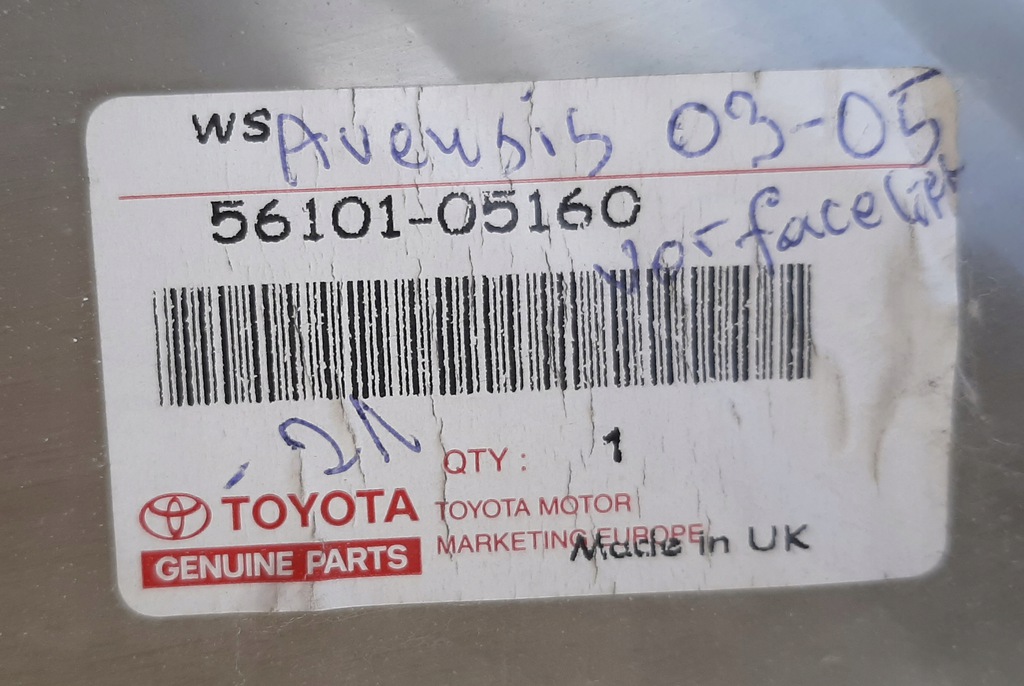 WS Avensis 03-05
56101-05160
vor facelift
-21
QTY : 1
TOYOTA
GENUINE PARTS
TOYOTA MOTOR
MARKETING EUROPE
Made in UK